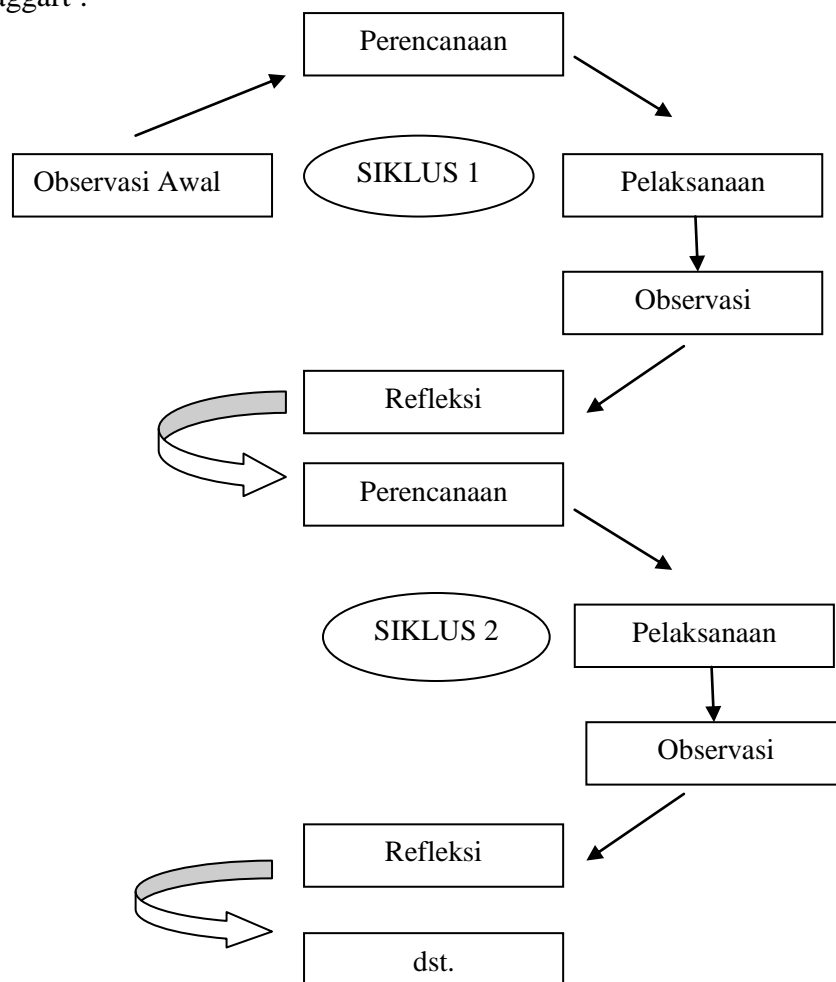 Perencanaan
Observasi Awal
SIKLUS 1
Pelaksanaan
Observasi
Refleksi
Perencanaan
SIKLUS 2
Pelaksanaan
Observasi
Refleksi
dst.